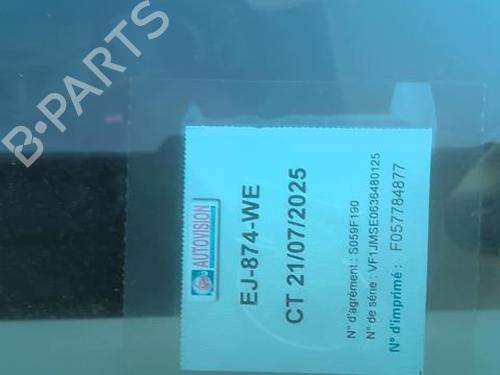 B-PARTS
AUTOVISION
EJ-874-WE
CT 21/07/2025
N° d'agrément : S059F190
N° de série : VF1JMSE0636480125
N° d'imprimé : F057784877